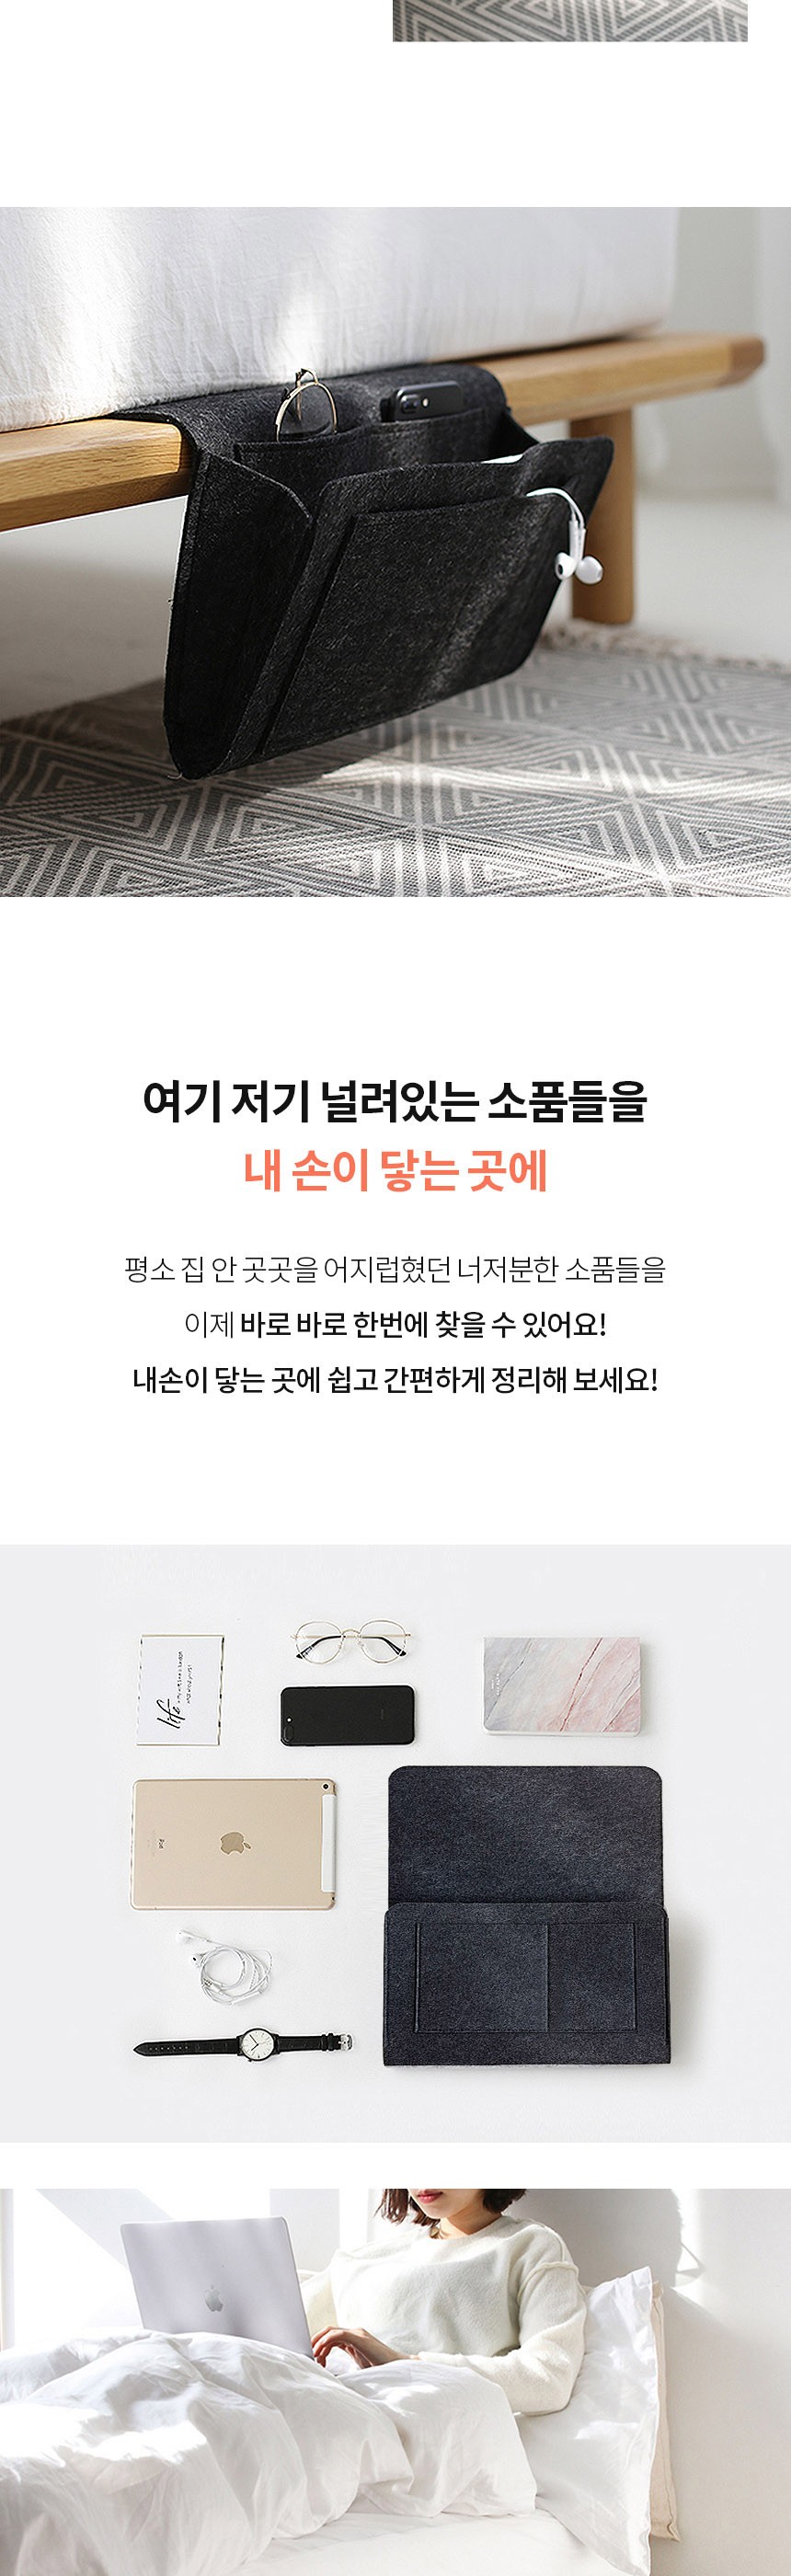 여기 저기 널려있는 소품들을
내 손이 닿는 곳에
평소 집 안 곳곳을 어지럽혔던 너저분한 소품들을
이제 바로 바로 한번에 찾을 수 있어요!
내손이 닿는 곳에 쉽고 간편하게 정리해 보세요!
life
iPad